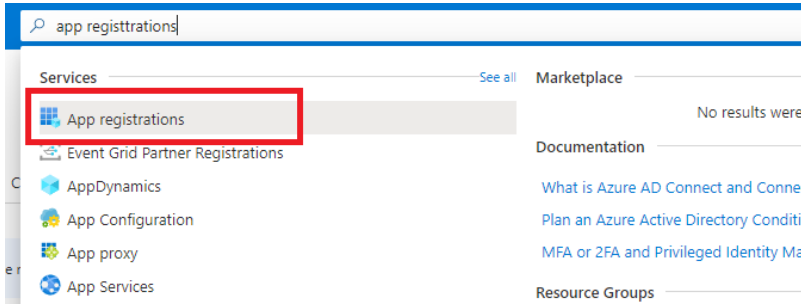 app registtrations
Services
See all
App registrations
Event Grid Partner Registrations
AppDynamics
App Configuration
App proxy
App Services
Marketplace
No results were
Documentation
What is Azure AD Connect and Conne
Plan an Azure Active Directory Conditi
MFA or 2FA and Privileged Identity Ma
Resource Groups